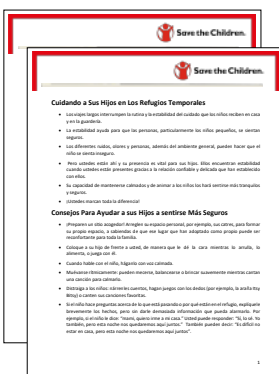 Save the Children.
Save the Children.
Cuidando a Sus Hijos en Los Refugios Temporales
Los viajes largos interrumpen la rutina y la estabilidad del cuidado que los niños reciben en casa
y en la guardería.
La estabilidad ayuda para que las personas, particularmente los niños pequeños, se sientan
seguros.
Los diferentes ruidos, olores y personas, además del ambiente general, pueden hacer que el
niño se sienta inseguro.
Pero ustedes están ahí y su presencia es vital para sus hijos. Ellos encuentran estabilidad
cuando ustedes están presentes gracias a la relación confiable y delicada que han establecido
con ellos.
Su capacidad de mantenerse calmados y de animar a los niños los hará sentirse más tranquilos
y seguros.
¡Ustedes marcan toda la diferencia!
Consejos Para Ayudar a sus Hijos a sentirse Más Seguros
¡Preparen un sitio acogedor! Arreglen su espacio personal, por ejemplo, sus catres, para formar
su propio espacio, a sabiendas de que ese lugar que han adoptado como propio puede ser
reconfortante para toda la familia.
Coloque a su hijo de frente a usted, de manera que le dé la cara mientras lo arrulla, lo
alimenta, o juega con él.
Cuando hable con el niño, háganlo con voz calmada.
Muévanse rítmicamente: pueden mecerse, balancearse o brincar suavemente mientras cantan
una canción para calmarlo.
Distraiga a los niños: nárrenles cuentos, hagan juegos con los dedos (por ejemplo, la araña Itsy
Bitsy) o canten sus canciones favoritas.
Si el niño hace preguntas acerca de lo que está pasando o por qué están en el refugio, explíquele
brevemente los hechos, pero sin darle demasiada información que pueda alarmarlo. Por
ejemplo, si el niño le dice: "mami, quiero irme a mi casa." Usted puede responder: "Sí, lo sé. Yo
también, pero esta noche nos quedaremos aquí juntos." También pueden decir: "Es difícil no
estar en casa, pero esta noche nos quedaremos aquí juntos".
1